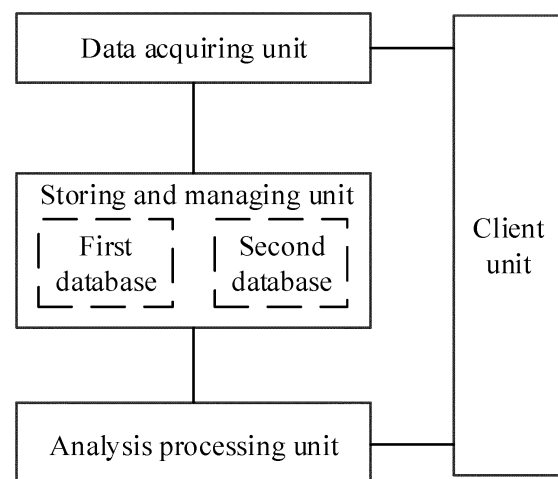 Data acquiring unit
Storing and managing unit
First
database
Second
database
Client
unit
Analysis processing unit